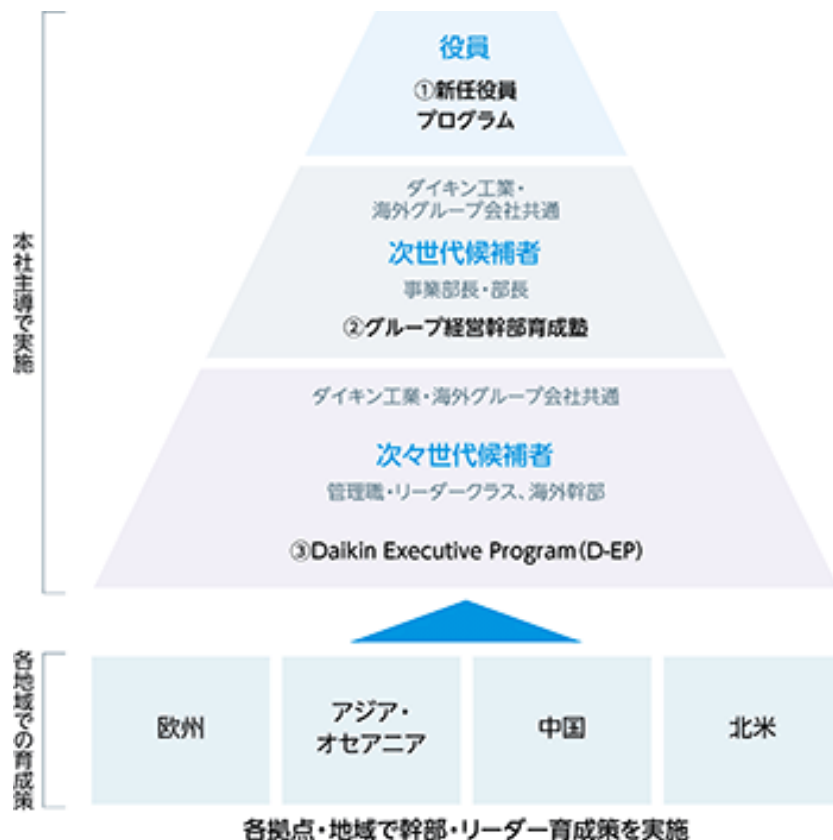 役員
①新任役員
プログラム
ダイキン工業・
海外グループ会社共通
次世代候補者
事業部長・部長
②グループ経営幹部育成塾
ダイキン工業・海外グループ会社共通
次々世代候補者
管理職・リーダークラス、海外幹部
③Daikin Executive Program(D-EP)
本社主導で実施
各地域での育成策
欧州
アジア・
オセアニア
中国
北米
各拠点・地域で幹部・リーダー育成策を実施